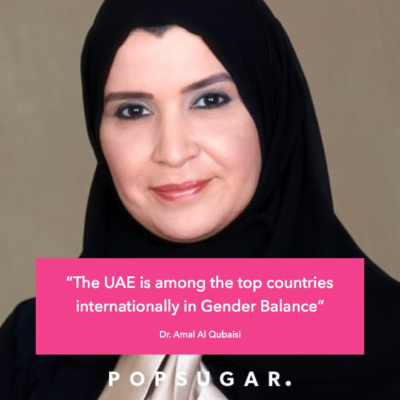 “The UAE is among the top countries
internationally in Gender Balance”
Dr. Amal Al Qubaisi
POPSUGAR.